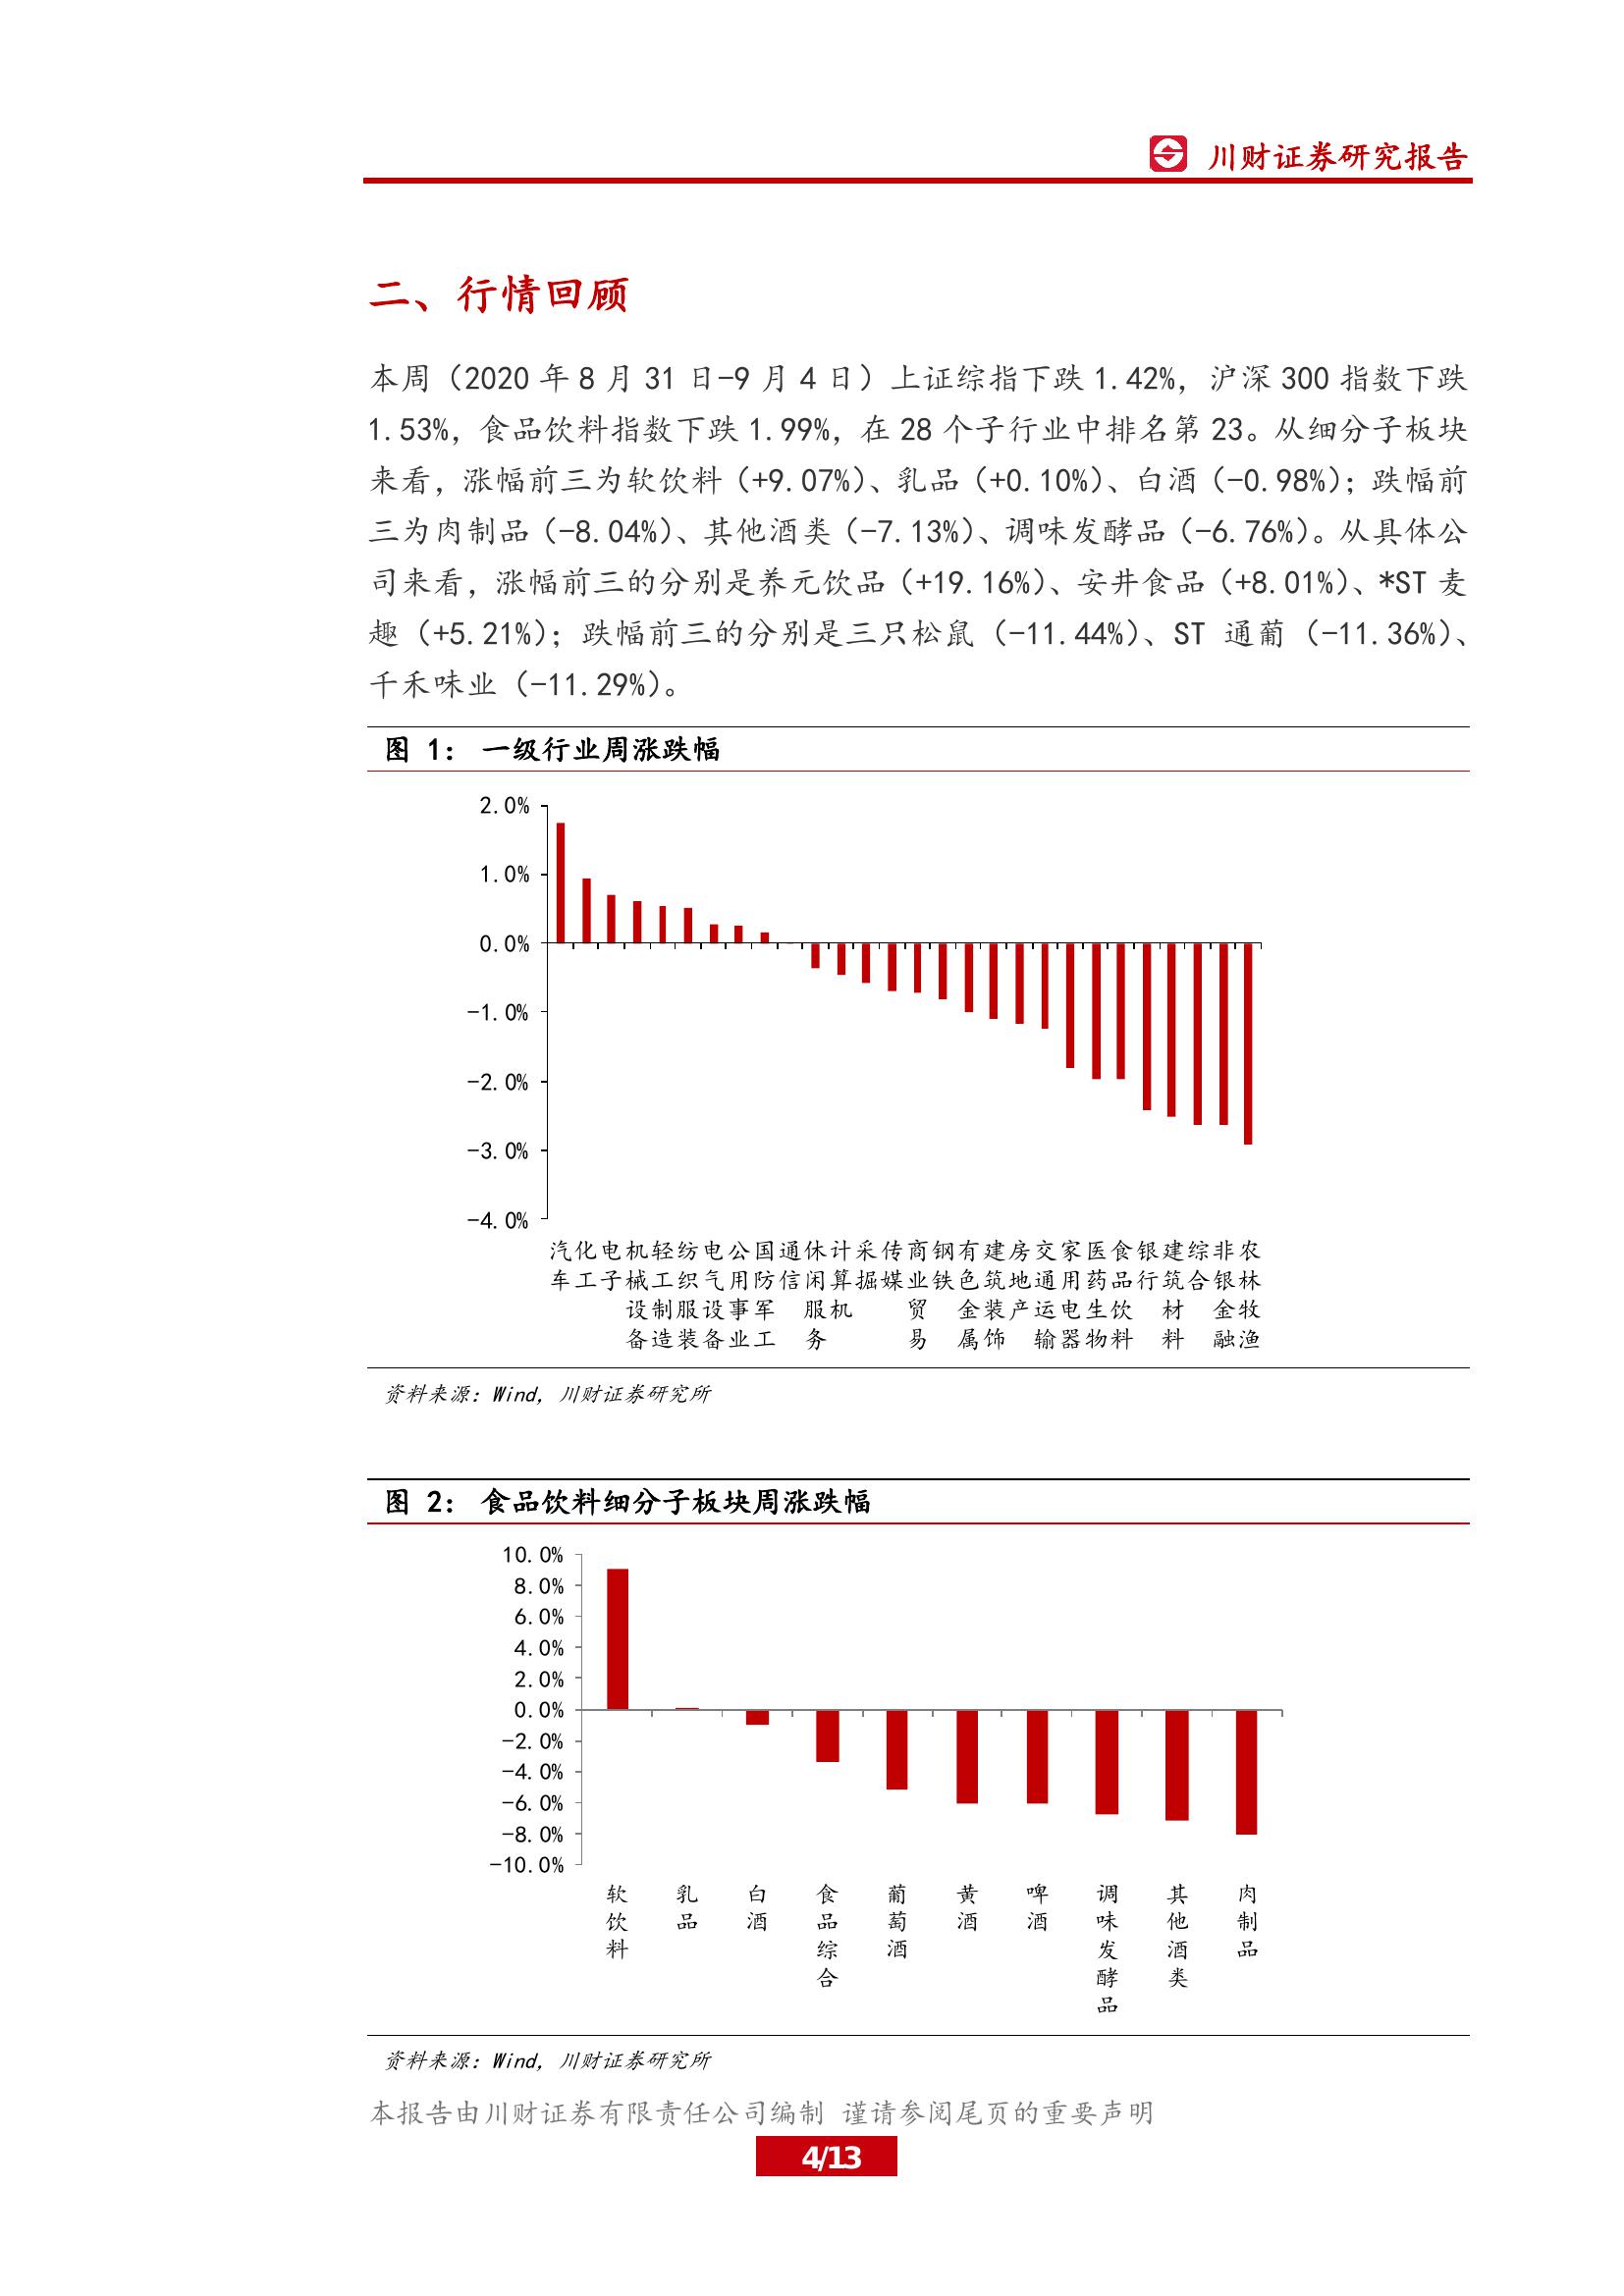 川财证券研究报告
二、行情回顾
本周（2020 年 8 月 31 日-9 月 4 日）上证综指下跌 1.42%，沪深 300 指数下跌
1.53%，食品饮料指数下跌 1.99%，在 28 个子行业中排名第 23。从细分子板块
来看，涨幅前三为软饮料（+9.07%）、乳品（+0.10%）、白酒（-0.98%）；跌幅前
三为肉制品（-8.04%）、其他酒类（-7.13%）、调味发酵品（-6.76%）。从具体公
司来看，涨幅前三的分别是养元饮品（+19.16%）、安井食品（+8.01%）、*ST 麦
趣（+5.21%）；跌幅前三的分别是三只松鼠（-11.44%）、ST 通葡（-11.36%）、
千禾味业（-11.29%）。
图 1： 一级行业周涨跌幅
2.0%
1.0%
0.0%
-1.0%
-2.0%
-3.0%
-4.0%
汽车
化工
电子
机械设备
轻工制造
纺织服装
电气设备
公用事业
国防军工
通信
休闲服务
计算机
采掘
传媒
商业贸易
钢铁
有色金属
建筑装饰
房地产
交通运输
家用电器
医药生物
食品饮料
银行
建筑材料
综合
非银金融
农林牧渔
资料来源：Wind，川财证券研究所
图 2： 食品饮料细分子板块周涨跌幅
10.0%
8.0%
6.0%
4.0%
2.0%
0.0%
-2.0%
-4.0%
-6.0%
-8.0%
-10.0%
软饮料
乳品
白酒
食品综合
葡萄酒
黄酒
啤酒
调味发酵品
其他酒类
肉制品
资料来源：Wind，川财证券研究所
本报告由川财证券有限责任公司编制 谨请参阅尾页的重要声明
4/13